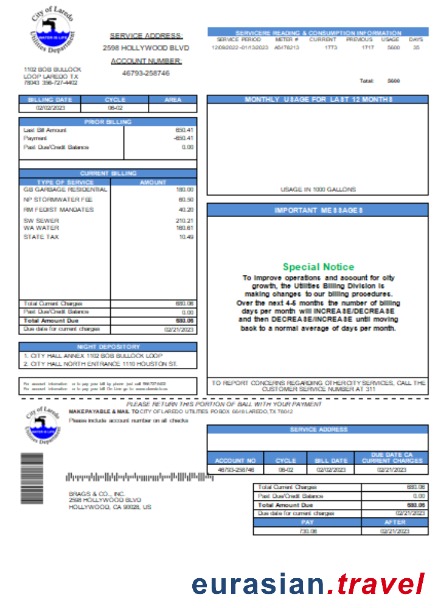 City of Laredo
WATER IS LIFE
Utilities Department
1102 BOB BULLOCK
LOOP LAREDO TX
SERVICE ADDRESS:
2598 HOLLYWOOD BLVD
ACCOUNT NUMBER:
46793-258746
SERVICERE READING & CONSUMPTION INFORMATION
SERVICE PERIOD METER # CURRENT PREVIOUS USAGE DAYS
12/09/2022 -01/13/2023 1773 1717 5600 35
Total: 5600
BILLING DATE CYCLE AREA
02/02/2023 06-02
PRIOR BILLING
Last Bill Amount 650.41
Payment -650.41
Past Due/Credit Balance 0.00
CURRENT BILLING
TYPE OF SERVICE AMOUNT
GB GARBAGE RESIDENTIAL 180.00
NP STORMWATER FEE 60.50
RM FEDIST MANDATES 40.20
SW SEWER 210.21
WA WATER
STATE TAX 10.49
Total Current Charges 680.06
Past Due/Credit Balance 0.00
Total Amount Due 680.06
Due date for current charges 02/21/2023
NIGHT DEPOSITORY
1. CITY HALL ANNEX 1102 BOB BULLOCK LOOP
2. CITY HALL NORTH ENTRANCE 1110 HOUSTON ST.
MONTHLY USAGE FOR LAST 12 MONTHS
USAGE IN 1000 GALLONS
IMPORTANT MESSAGES
Special Notice
To improve operations and account for city
growth, the Utilities Billing Division is
making changes to our billing procedures.
Over the next 4-6 months the number of billing
days per month will INCREASE/DECREASE
and then DECREASE/INCREASE until moving
back to a normal average of days per month.
TO REPORT CONCERNS REGARDING OTHER CITY SERVICES, CALL THE
CUSTOMER SERVICE NUMBER AT 311
PLEASE RETURN THIS PORTION OF BALL WITH YOUR PAYMENT
City of Laredo
WATER IS LIFE
Utilities Department
MAKE PAYABLE & MAIL TO CITY OF LAREDO UTILITIES PO BOX 6548 LAREDO, TX 78042
Please include account number on all checks
SERVICE ADDRESS
ACCOUNT NO CYCLE BILL DATE DUE DATE CA CURRENT CHARGES
46793-258746 06-02 02/02/2023 02/21/2023
BRAGS & CO., INC.
2598 HOLLYWOOD BLVD
HOLLYWOOD, CA 90028, US
Total Current Charges 680.06
Past Due/Credit Balance 0.00
Total Amount Due 680.06
Due date for current charges 02/21/2023
PAY AFTER
730.06 02/21/2023
eurasian.travel